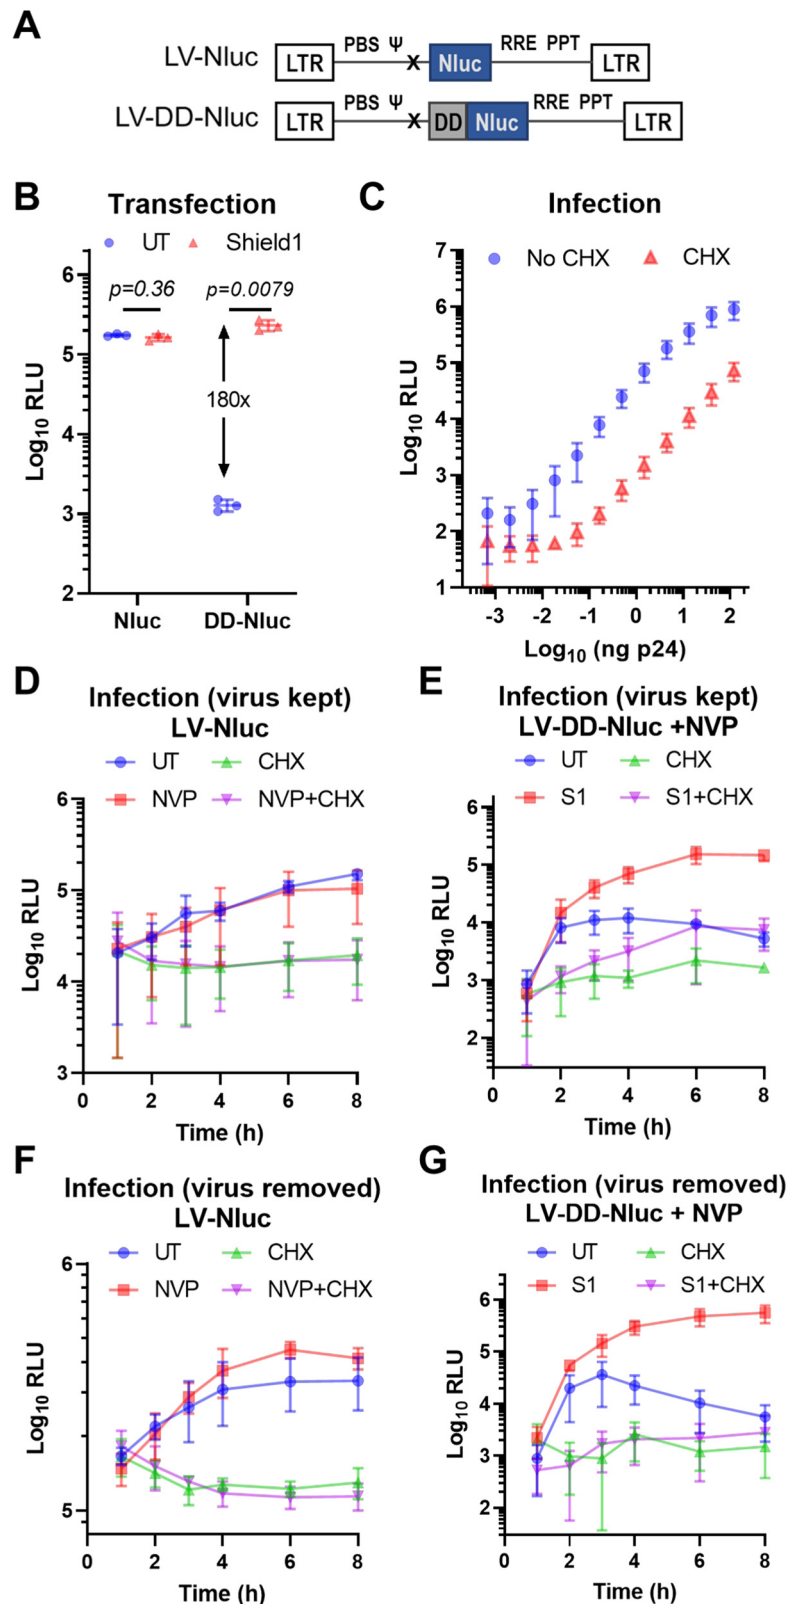 A
LV-Nluc
LTR PBS Ψ X Nluc RRE PPT LTR
LV-DD-Nluc
LTR PBS Ψ X DD Nluc RRE PPT LTR
B
Transfection
UT Shield1
p=0.36 p=0.0079
180x
Log10 RLU
6
5
4
3
2
Nluc DD-Nluc
C
Infection
No CHX CHX
Log10 RLU
7
6
5
4
3
2
1
-3 -2 -1 0 1 2
Log10 (ng p24)
D
Infection (virus kept)
LV-Nluc
UT CHX
NVP NVP+CHX
Log10 RLU
6
5
4
3
0 2 4 6 8
Time (h)
E
Infection (virus kept)
LV-DD-Nluc +NVP
UT CHX
S1 S1+CHX
Log10 RLU
6
5
4
3
2
0 2 4 6 8
Time (h)
F
Infection (virus removed)
LV-Nluc
UT CHX
NVP NVP+CHX
Log10 RLU
6
5
0 2 4 6 8
Time (h)
G
Infection (virus removed)
LV-DD-Nluc + NVP
UT CHX
S1 S1+CHX
Log10 RLU
6
5
4
3
2
0 2 4 6 8
Time (h)